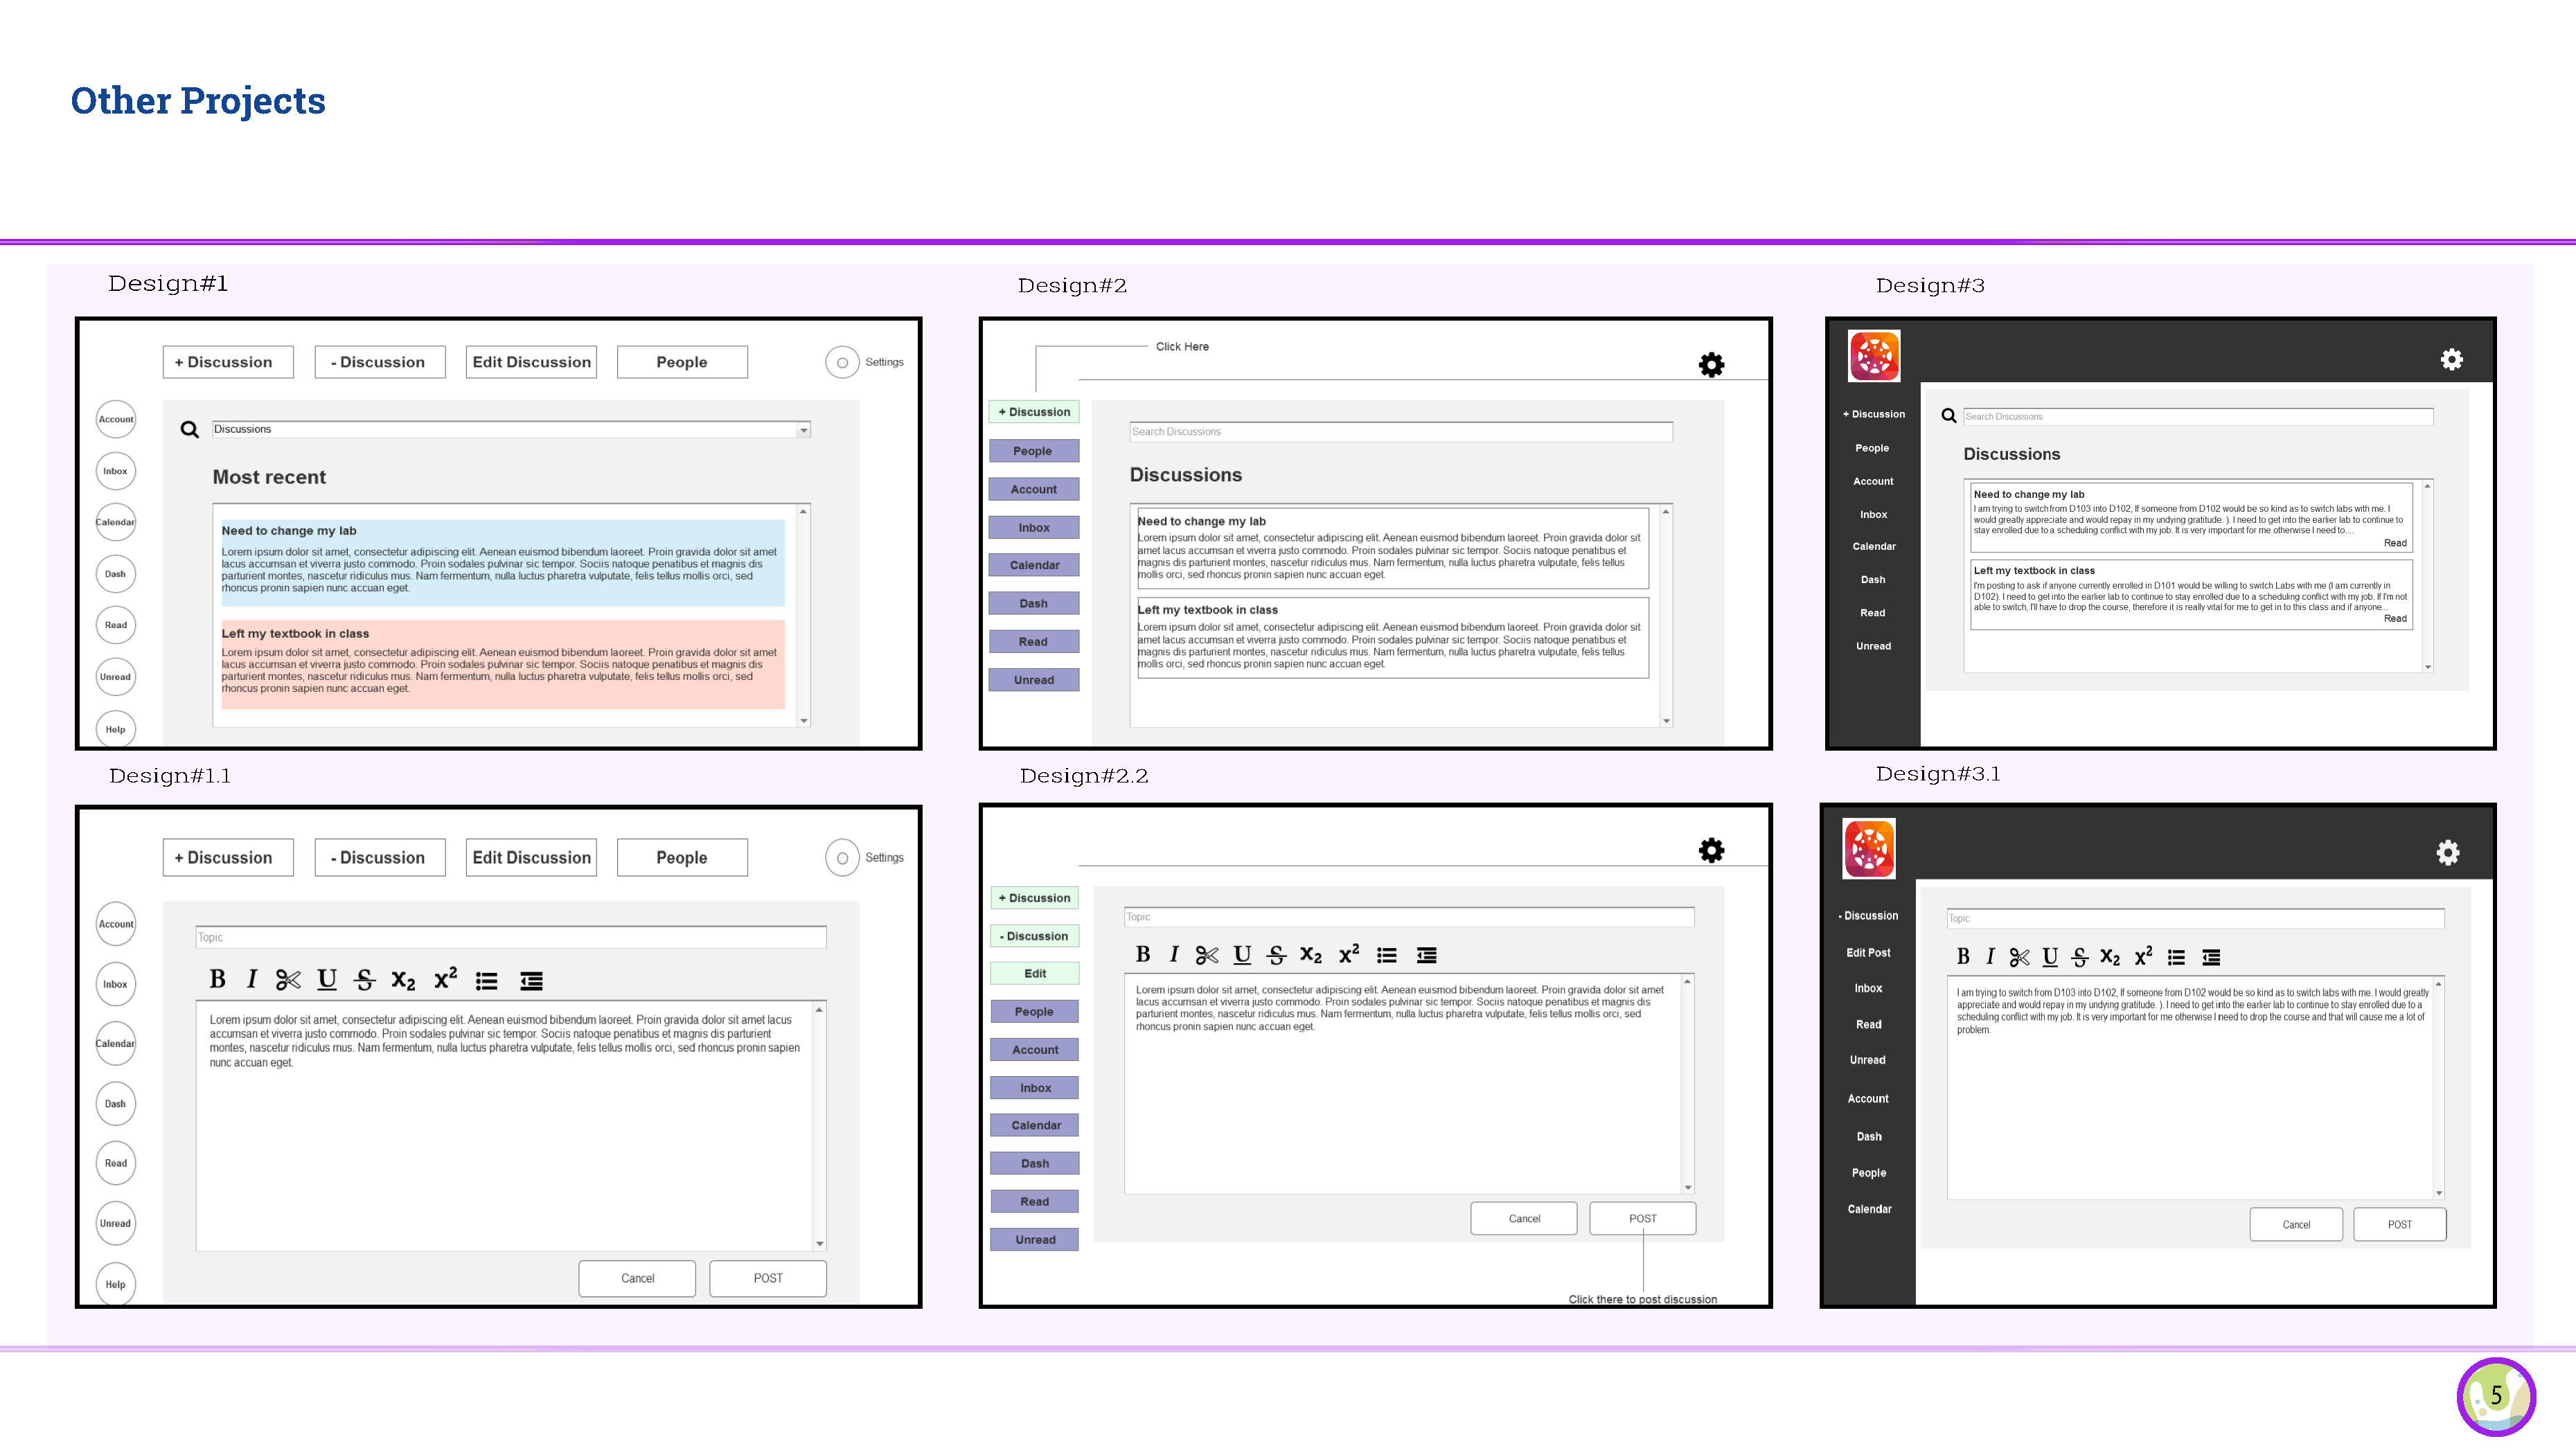 Other Projects
Design#1
+ Discussion
- Discussion
Edit Discussion
People
Settings
Account
Inbox
Calendar
Dash
Read
Unread
Help
Discussions
Most recent
Need to change my lab
Lorem ipsum dolor sit amet, consectetur adipiscing elit. Aenean euismod bibendum laoreet. Proin gravida dolor sit amet
lacus accumsan et viverra justo commodo. Proin sodales pulvinar sic tempor. Sociis natoque penatibus et magnis dis
parturient montes, nascetur ridiculus mus. Nam fermentum, nulla luctus pharetra vulputate, felis tellus mollis orci, sed
rhoncus pronin sapien nunc accuan eget.
Left my textbook in class
Lorem ipsum dolor sit amet, consectetur adipiscing elit. Aenean euismod bibendum laoreet. Proin gravida dolor sit amet
lacus accumsan et viverra justo commodo. Proin sodales pulvinar sic tempor. Sociis natoque penatibus et magnis dis
parturient montes, nascetur ridiculus mus. Nam fermentum, nulla luctus pharetra vulputate, felis tellus mollis orci, sed
rhoncus pronin sapien nunc accuan eget.
Design#2
Click Here
+ Discussion
People
Account
Inbox
Calendar
Dash
Read
Unread
Search Discussions
Discussions
Need to change my lab
Lorem ipsum dolor sit amet, consectetur adipiscing elit. Aenean euismod bibendum laoreet. Proin gravida dolor sit
amet lacus accumsan et viverra justo commodo. Proin sodales pulvinar sic tempor. Sociis natoque penatibus et
magnis dis parturient montes, nascetur ridiculus mus. Nam fermentum, nulla luctus pharetra vulputate, felis tellus
mollis orci, sed rhoncus pronin sapien nunc accuan eget.
Left my textbook in class
Lorem ipsum dolor sit amet, consectetur adipiscing elit. Aenean euismod bibendum laoreet. Proin gravida dolor sit
amet lacus accumsan et viverra justo commodo. Proin sodales pulvinar sic tempor. Sociis natoque penatibus et
magnis dis parturient montes, nascetur ridiculus mus. Nam fermentum, nulla luctus pharetra vulputate, felis tellus
mollis orci, sed rhoncus pronin sapien nunc accuan eget.
Design#3
+ Discussion
People
Account
Inbox
Calendar
Dash
Read
Unread
Search Discussions
Discussions
Need to change my lab
I am trying to switch from D103 into D102, If someone from D102 would be so kind as to switch labs with me. I
would greatly appreciate and would repay in my undying gratitude. ). I need to get into the earlier lab to continue to
stay enrolled due to a scheduling conflict with my job. It is very important for me otherwise I need to....
Read
Left my textbook in class
I'm posting to ask if anyone currently enrolled in D101 would be willing to switch Labs with me (I am currently in
D102). I need to get into the earlier lab to continue to stay enrolled due to a scheduling conflict with my job. If I'm not
able to switch, I'll have to drop the course, therefore it is really vital for me to get in to this class and if anyone...
Read
Design#1.1
+ Discussion
- Discussion
Edit Discussion
People
Settings
Account
Inbox
Calendar
Dash
Read
Unread
Help
Topic
B I U S x2 x2
Lorem ipsum dolor sit amet, consectetur adipiscing elit. Aenean euismod bibendum laoreet. Proin gravida dolor sit amet lacus
accumsan et viverra justo commodo. Proin sodales pulvinar sic tempor. Sociis natoque penatibus et magnis dis parturient
montes, nascetur ridiculus mus. Nam fermentum, nulla luctus pharetra vulputate, felis tellus mollis orci, sed rhoncus pronin sapien
nunc accuan eget.
Cancel
POST
Design#2.2
+ Discussion
- Discussion
Edit
People
Account
Inbox
Calendar
Dash
Read
Unread
Topic
B I U S x2 x2
Lorem ipsum dolor sit amet, consectetur adipiscing elit. Aenean euismod bibendum laoreet. Proin gravida dolor sit amet
lacus accumsan et viverra justo commodo. Proin sodales pulvinar sic tempor. Sociis natoque penatibus et magnis dis
parturient montes, nascetur ridiculus mus. Nam fermentum, nulla luctus pharetra vulputate, felis tellus mollis orci, sed
rhoncus pronin sapien nunc accuan eget.
Cancel
POST
Click there to post discussion
Design#3.1
- Discussion
Edit Post
Inbox
Read
Unread
Account
Dash
People
Calendar
Topic
B I U S x2 x2
I am trying to switch from D103 into D102, If someone from D102 would be so kind as to switch labs with me. I would greatly
appreciate and would repay in my undying gratitude. ). I need to get into the earlier lab to continue to stay enrolled due to a
scheduling conflict with my job. It is very important for me otherwise I need to drop the course and that will cause me a lot of
problem.
Cancel
POST
5